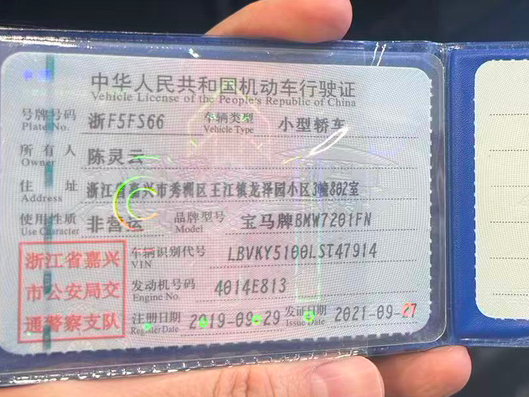 中华人民共和国机动车行驶证
Vehicle License of the People's Republic of China
号牌号码 Plate No. 浙F5FS66 车辆类型 Vehicle Type 小型轿车
所有人 Owner 陈灵云
住址 Address 浙江省嘉兴市秀洲区王江镇龙泽园小区3幢802室
使用性质 Use Character 非营运 品牌型号 Model 宝马牌BMW7201FN
车辆识别代号 VIN LBVKY5100LST47914
发动机号码 Engine No. 4014E813
注册日期 Register Date 2019-09-29 发证日期 Issue Date 2021-09-27
浙江省嘉兴
市公安局交
通警察支队